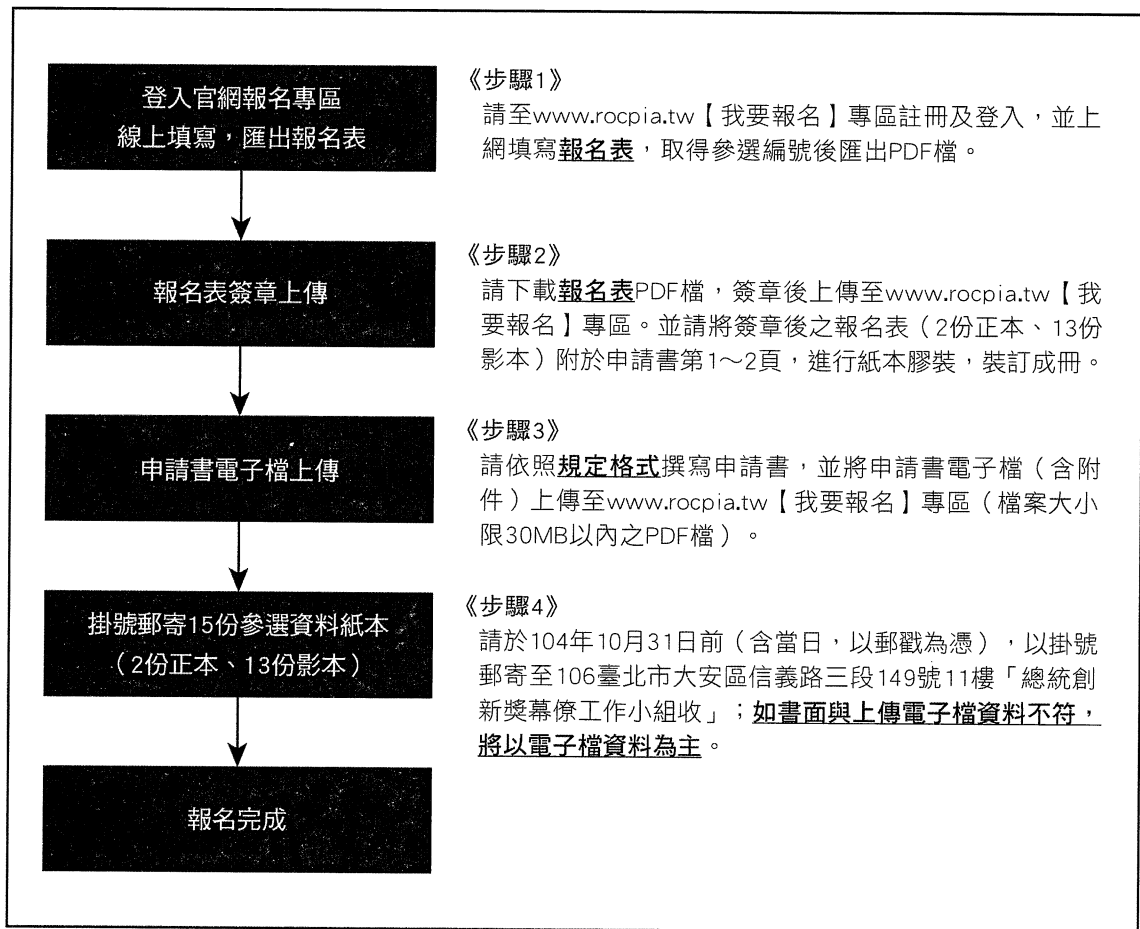 登入官網報名專區
線上填寫，匯出報名表
《步驟1》
請至www.rocpia.tw【我要報名】專區註冊及登入，並上
網填寫報名表，取得參選編號後匯出PDF檔。
報名表簽章上傳
《步驟2》
請下載報名表PDF檔，簽章後上傳至www.rocpia.tw【我
要報名】專區。並請將簽章後之報名表（2份正本、13份
影本）附於申請書第1～2頁，進行紙本膠裝，裝訂成冊。
申請書電子檔上傳
《步驟3》
請依照規定格式撰寫申請書，並將申請書電子檔（含附
件）上傳至www.rocpia.tw【我要報名】專區（檔案大小
限30MB以內之PDF檔）。
掛號郵寄15份參選資料紙本
（2份正本、13份影本）
《步驟4》
請於104年10月31日前（含當日，以郵戳為憑），以掛號
郵寄至106臺北市大安區信義路三段149號11樓「總統創
新獎幕僚工作小組收」；如書面與上傳電子檔資料不符，
將以電子檔資料為主。
報名完成